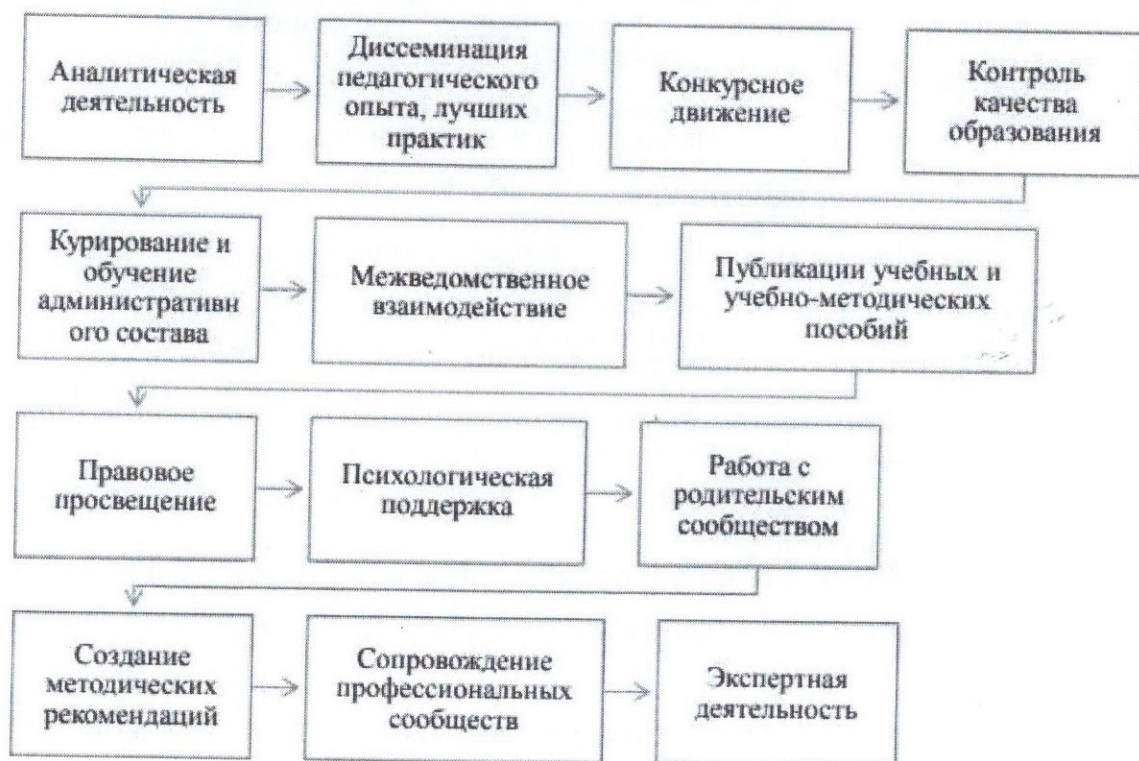 Аналитическая
деятельность
Диссеминация
педагогического
опыта, лучших
практик
Конкурсное
движение
Контроль
качества
образования
Курирование и
обучение
административн
ого состава
Межведомственное
взаимодействие
Публикации учебных и
учебно-методических
пособий
Правовое
просвещение
Психологическая
поддержка
Работа с
родительским
сообществом
Создание
методических
рекомендаций
Сопровождение
профессиональных
сообществ
Экспертная
деятельность